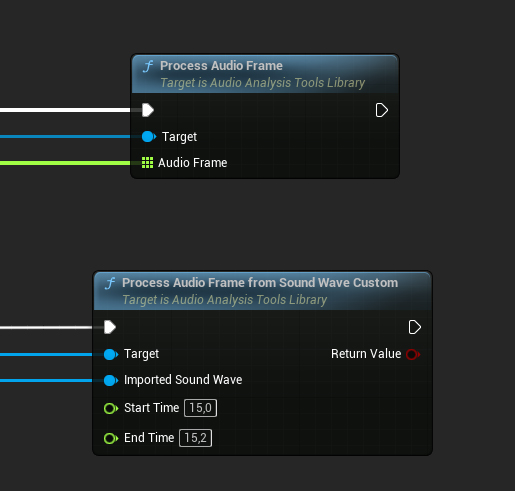 Process Audio Frame
Target is Audio Analysis Tools Library
Target
Audio Frame
Process Audio Frame from Sound Wave Custom
Target is Audio Analysis Tools Library
Target Return Value
Imported Sound Wave
Start Time 15,0
End Time 15,2